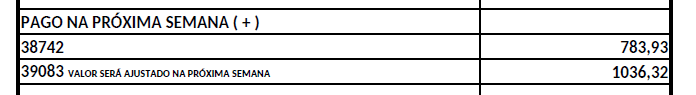 PAGO NA PRÓXIMA SEMANA ( + )
38742 783,93
39083 VALOR SERÁ AJUSTADO NA PRÓXIMA SEMANA 1036,32